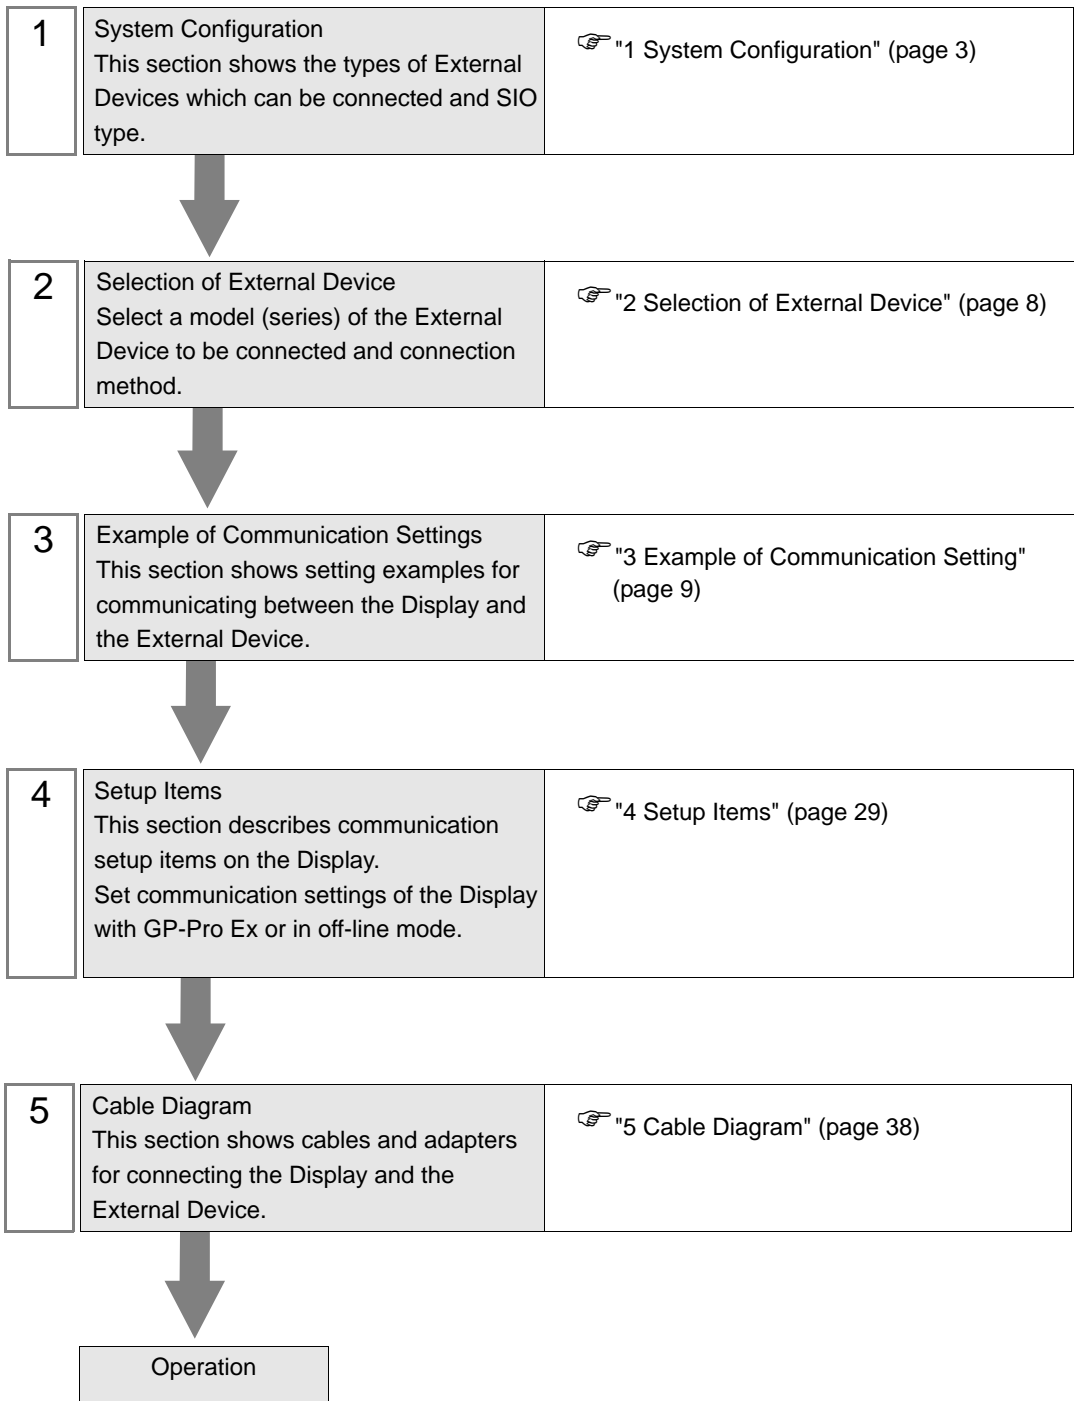 1
System Configuration
This section shows the types of External
Devices which can be connected and SIO
type.
"1 System Configuration" (page 3)
2
Selection of External Device
Select a model (series) of the External
Device to be connected and connection
method.
"2 Selection of External Device" (page 8)
3
Example of Communication Settings
This section shows setting examples for
communicating between the Display and
the External Device.
"3 Example of Communication Setting"
(page 9)
4
Setup Items
This section describes communication
setup items on the Display.
Set communication settings of the Display
with GP-Pro Ex or in off-line mode.
"4 Setup Items" (page 29)
5
Cable Diagram
This section shows cables and adapters
for connecting the Display and the
External Device.
"5 Cable Diagram" (page 38)
Operation